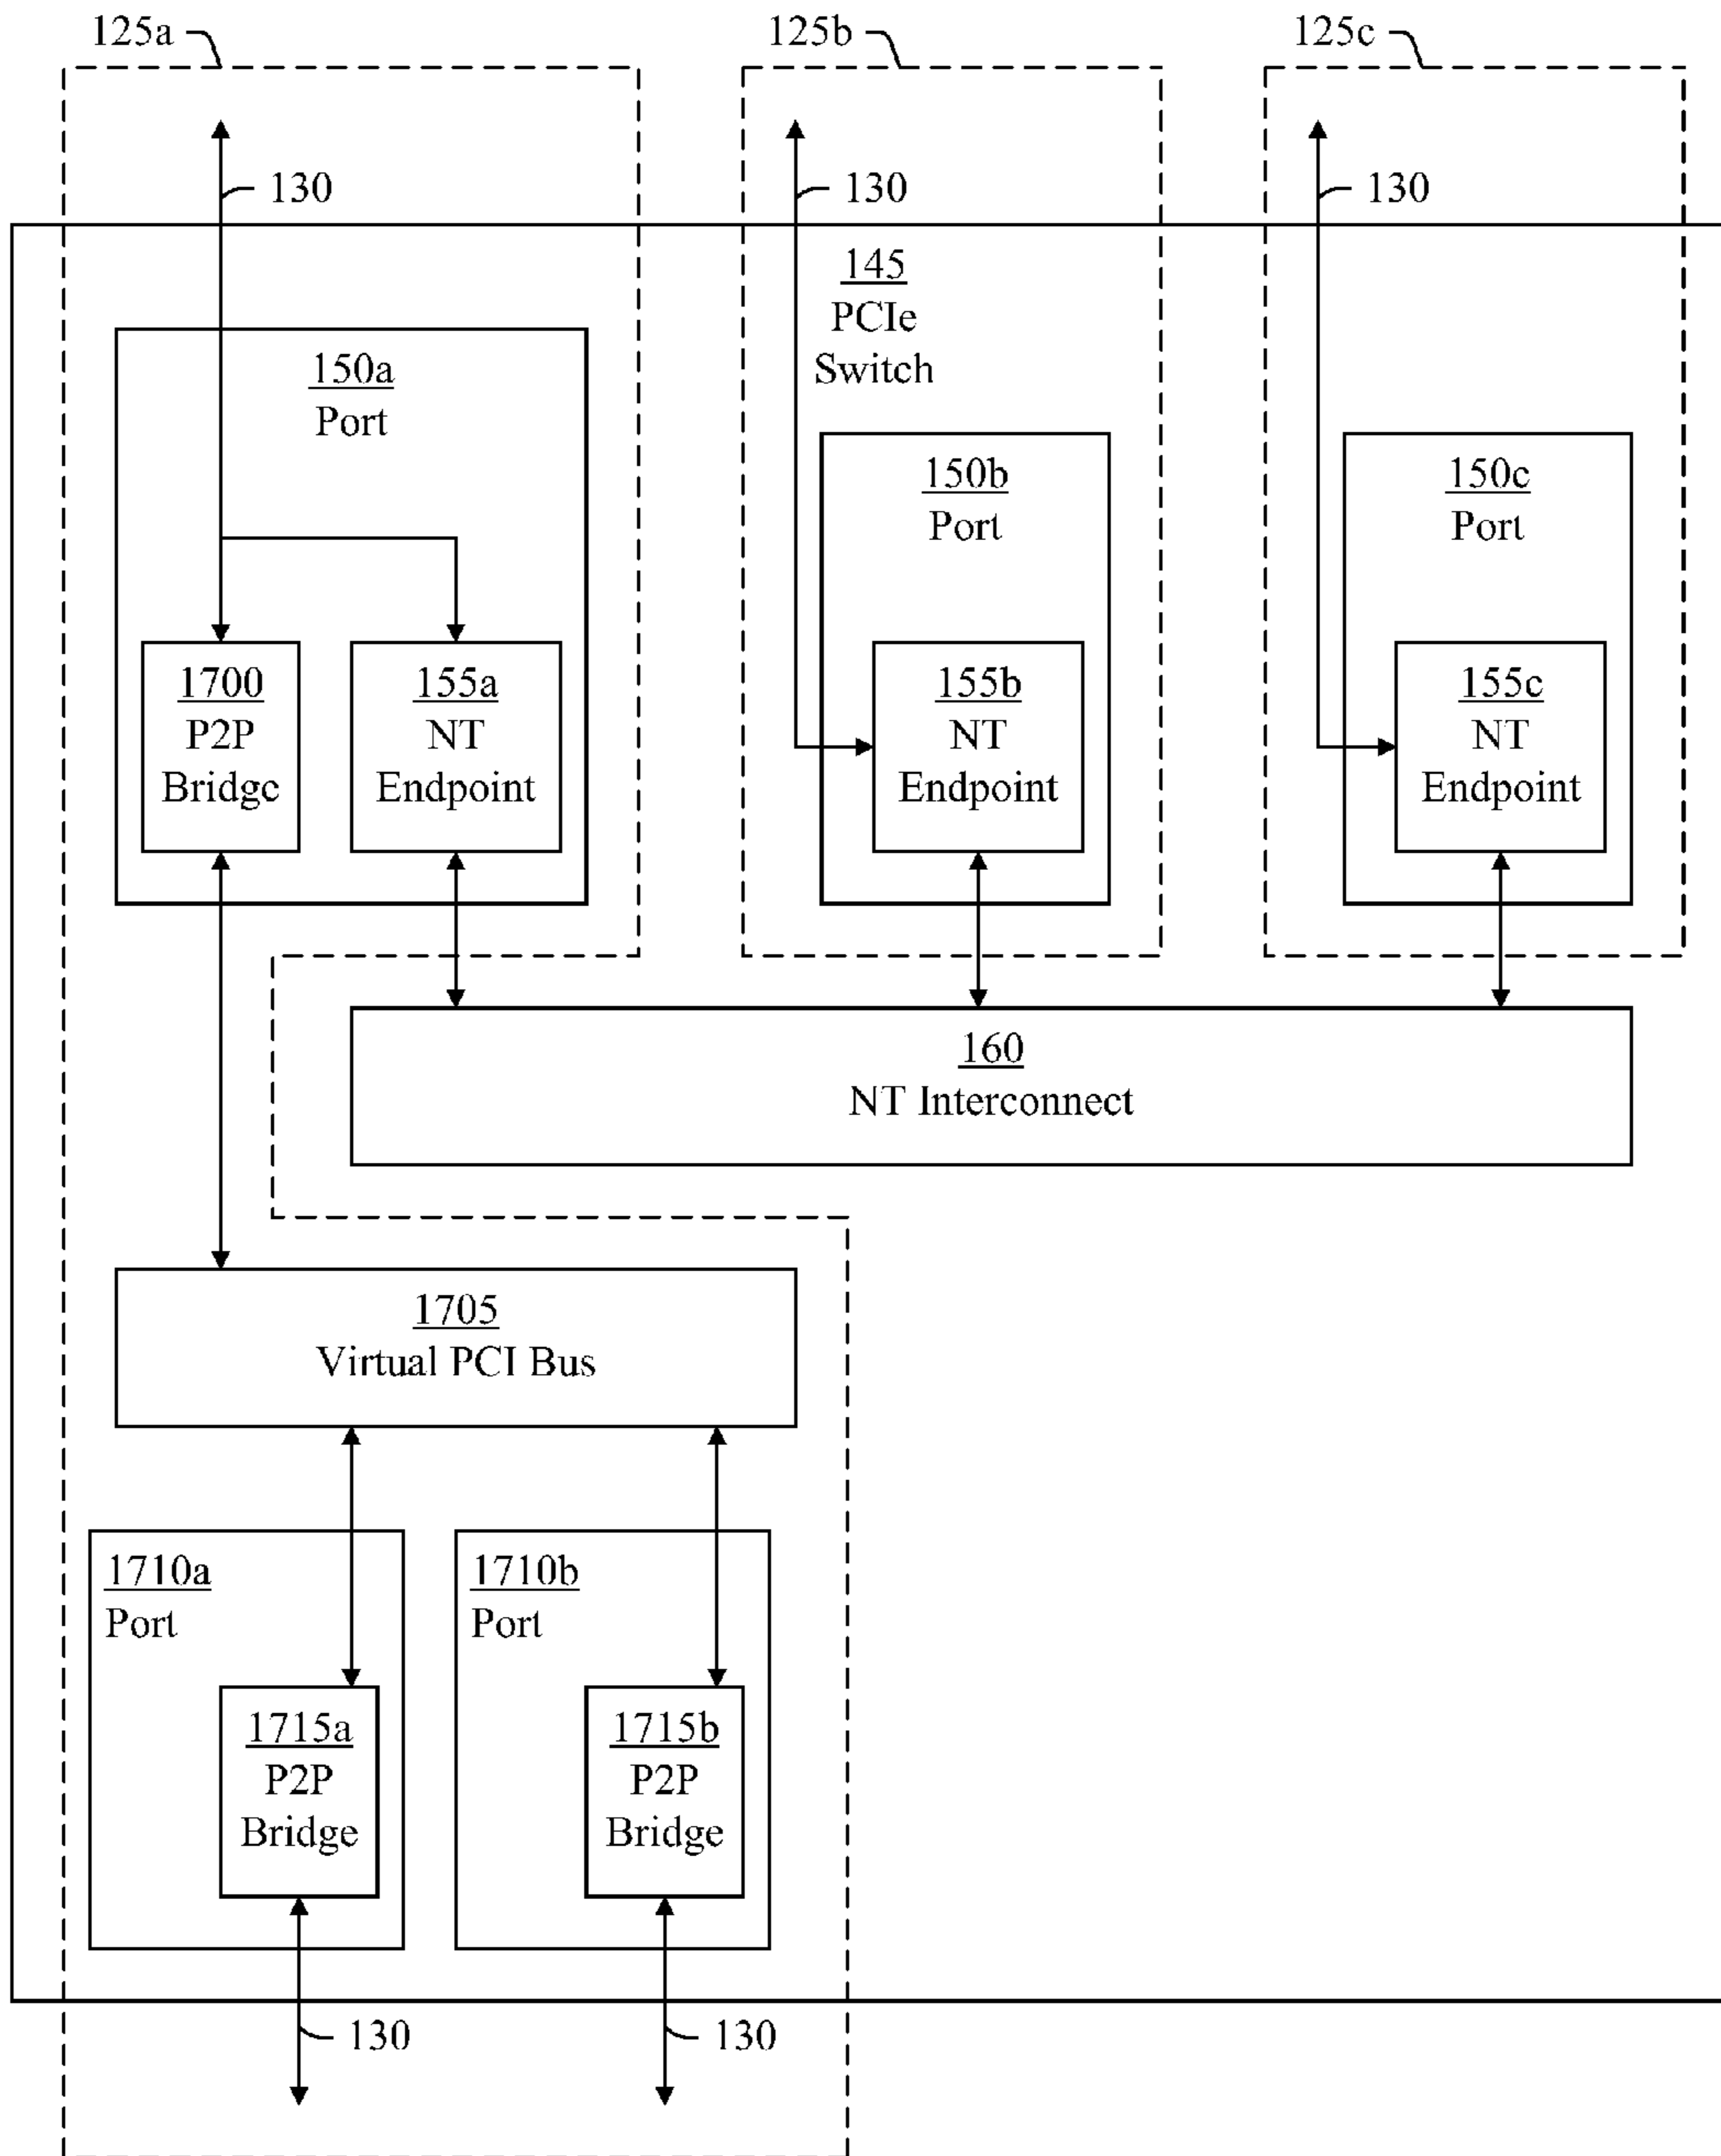 125a
125b
125c
130
130
130
145
PCIe
Switch
150a
Port
150b
Port
150c
Port
1700
P2P
Bridge
155a
NT
Endpoint
155b
NT
Endpoint
155c
NT
Endpoint
160
NT Interconnect
1705
Virtual PCI Bus
1710a
Port
1710b
Port
1715a
P2P
Bridge
1715b
P2P
Bridge
130
130